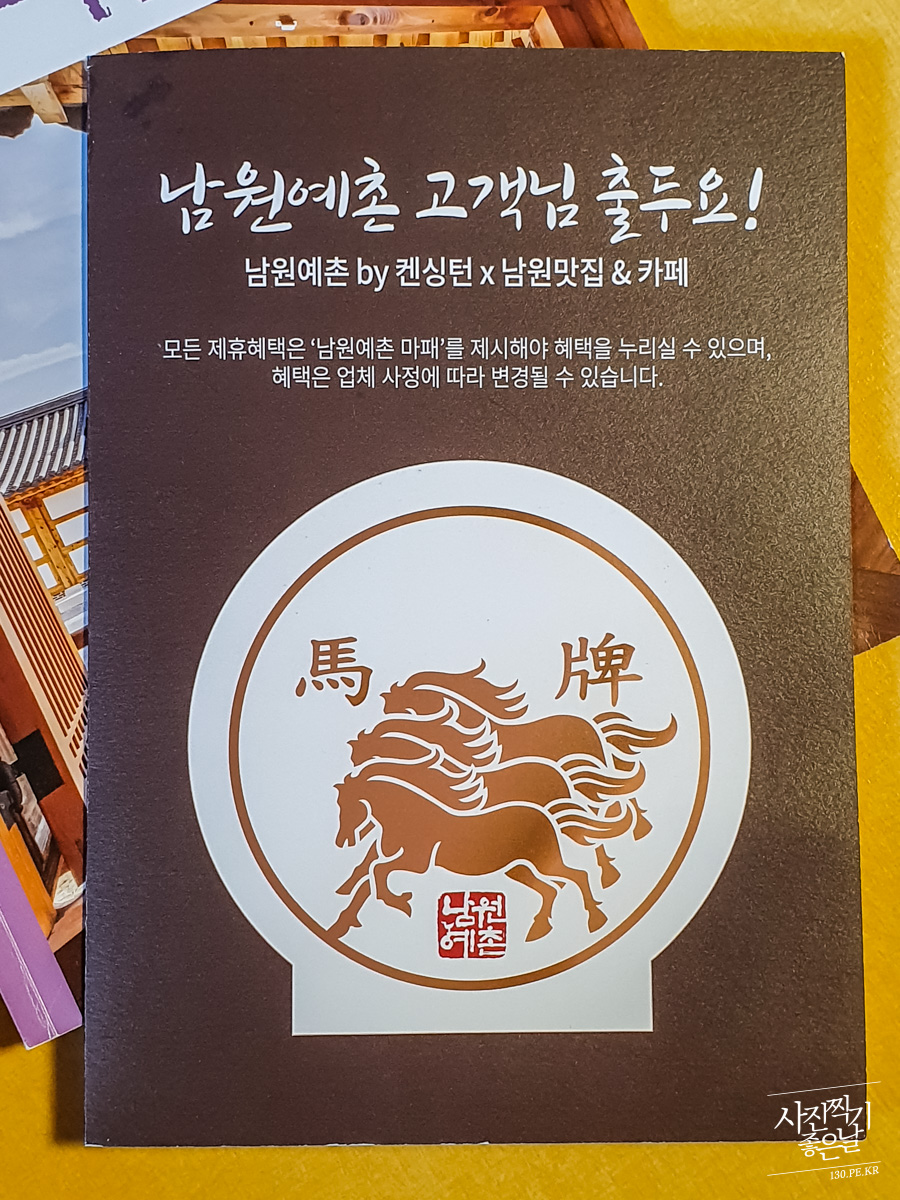 남원예촌 고객님 출두요!
남원예촌 by 켄싱턴 x 남원맛집 & 카페
모든 제휴혜택은 ‘남원예촌 마패’를 제시해야 혜택을 누리실 수 있으며,
혜택은 업체 사정에 따라 변경될 수 있습니다.
馬 牌
남원
예촌
사진찍기
좋은날
130.PE.KR